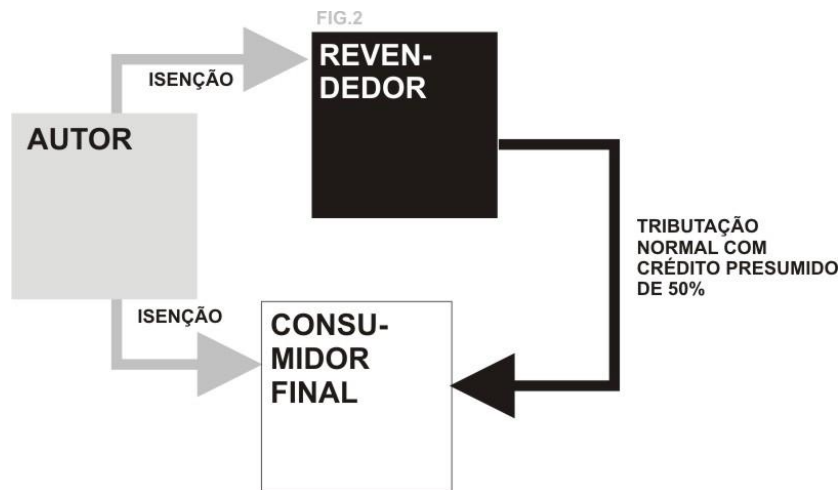 FIG.2
REVEN-
DEDOR
ISENÇÃO
AUTOR
TRIBUTAÇÃO
NORMAL COM
CRÉDITO PRESUMIDO
DE 50%
ISENÇÃO
CONSU-
MIDOR
FINAL